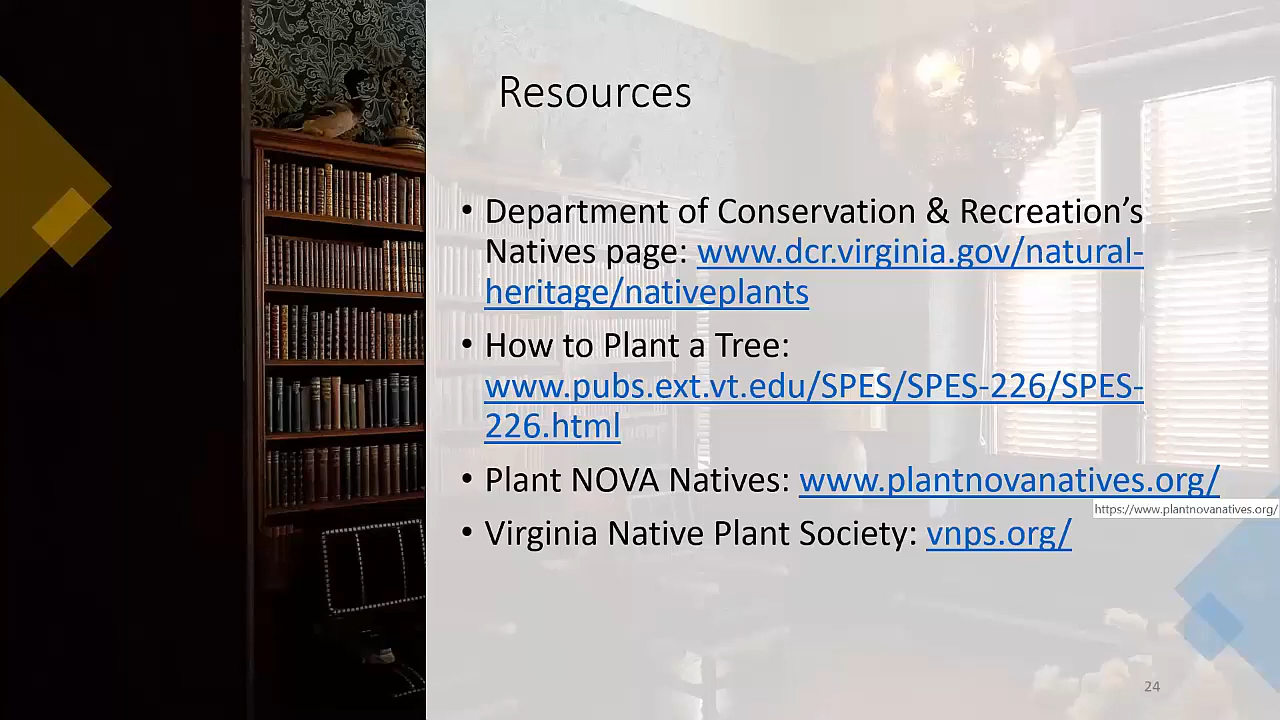 Resources
• Department of Conservation & Recreation’s
Natives page: www.dcr.virginia.gov/natural-
heritage/nativeplants
• How to Plant a Tree:
www.pubs.ext.vt.edu/SPES/SPES-226/SPES-
226.html
• Plant NOVA Natives: www.plantnovanatives.org/
https://www.plantnovanatives.org/
• Virginia Native Plant Society: vnps.org/
24